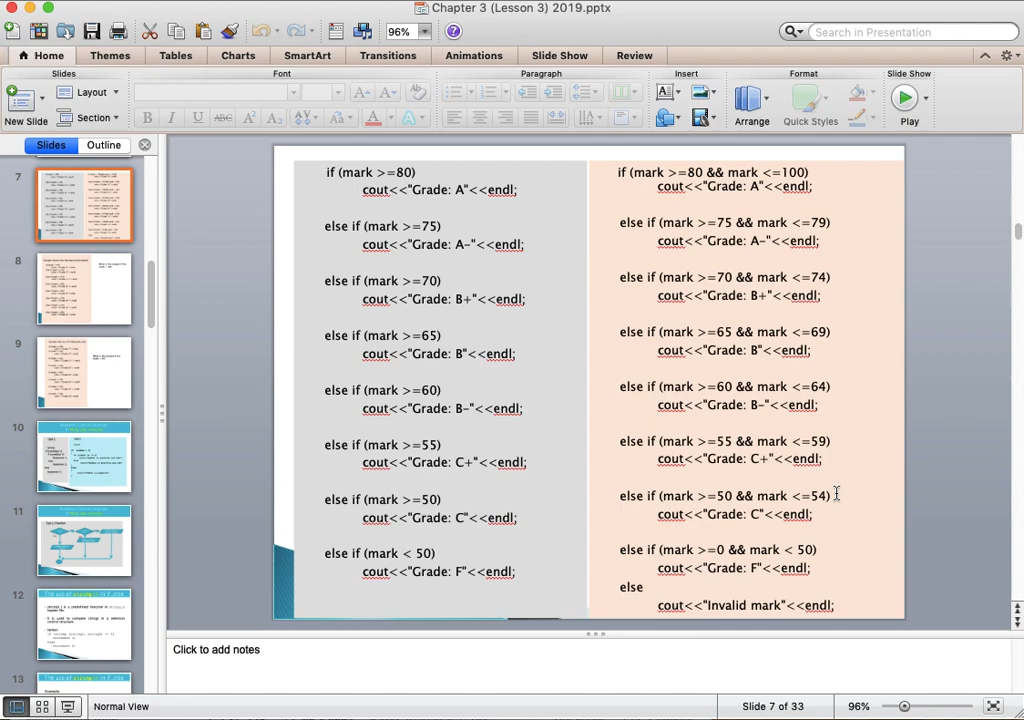 Chapter 3 (Lesson 3) 2019.pptx
96%
Search in Presentation
Home Themes Tables Charts SmartArt Transitions Animations Slide Show Review
Slides Font Paragraph Insert Format Slide Show
New Slide Layout Section
B I U ABC A² A₂ AV Aa A A
Arrange Quick Styles Play
Slides Outline
7
8
9
10
11
12
13
if (mark >=80)
cout<<"Grade: A"<<endl;
else if (mark >=75)
cout<<"Grade: A-"<<endl;
else if (mark >=70)
cout<<"Grade: B+"<<endl;
else if (mark >=65)
cout<<"Grade: B"<<endl;
else if (mark >=60)
cout<<"Grade: B-"<<endl;
else if (mark >=55)
cout<<"Grade: C+"<<endl;
else if (mark >=50)
cout<<"Grade: C"<<endl;
else if (mark < 50)
cout<<"Grade: F"<<endl;
if (mark >=80 && mark <=100)
cout<<"Grade: A"<<endl;
else if (mark >=75 && mark <=79)
cout<<"Grade: A-"<<endl;
else if (mark >=70 && mark <=74)
cout<<"Grade: B+"<<endl;
else if (mark >=65 && mark <=69)
cout<<"Grade: B"<<endl;
else if (mark >=60 && mark <=64)
cout<<"Grade: B-"<<endl;
else if (mark >=55 && mark <=59)
cout<<"Grade: C+"<<endl;
else if (mark >=50 && mark <=54)
cout<<"Grade: C"<<endl;
else if (mark >=0 && mark < 50)
cout<<"Grade: F"<<endl;
else
cout<<"Invalid mark"<<endl;
Click to add notes
Normal View
Slide 7 of 33
96%